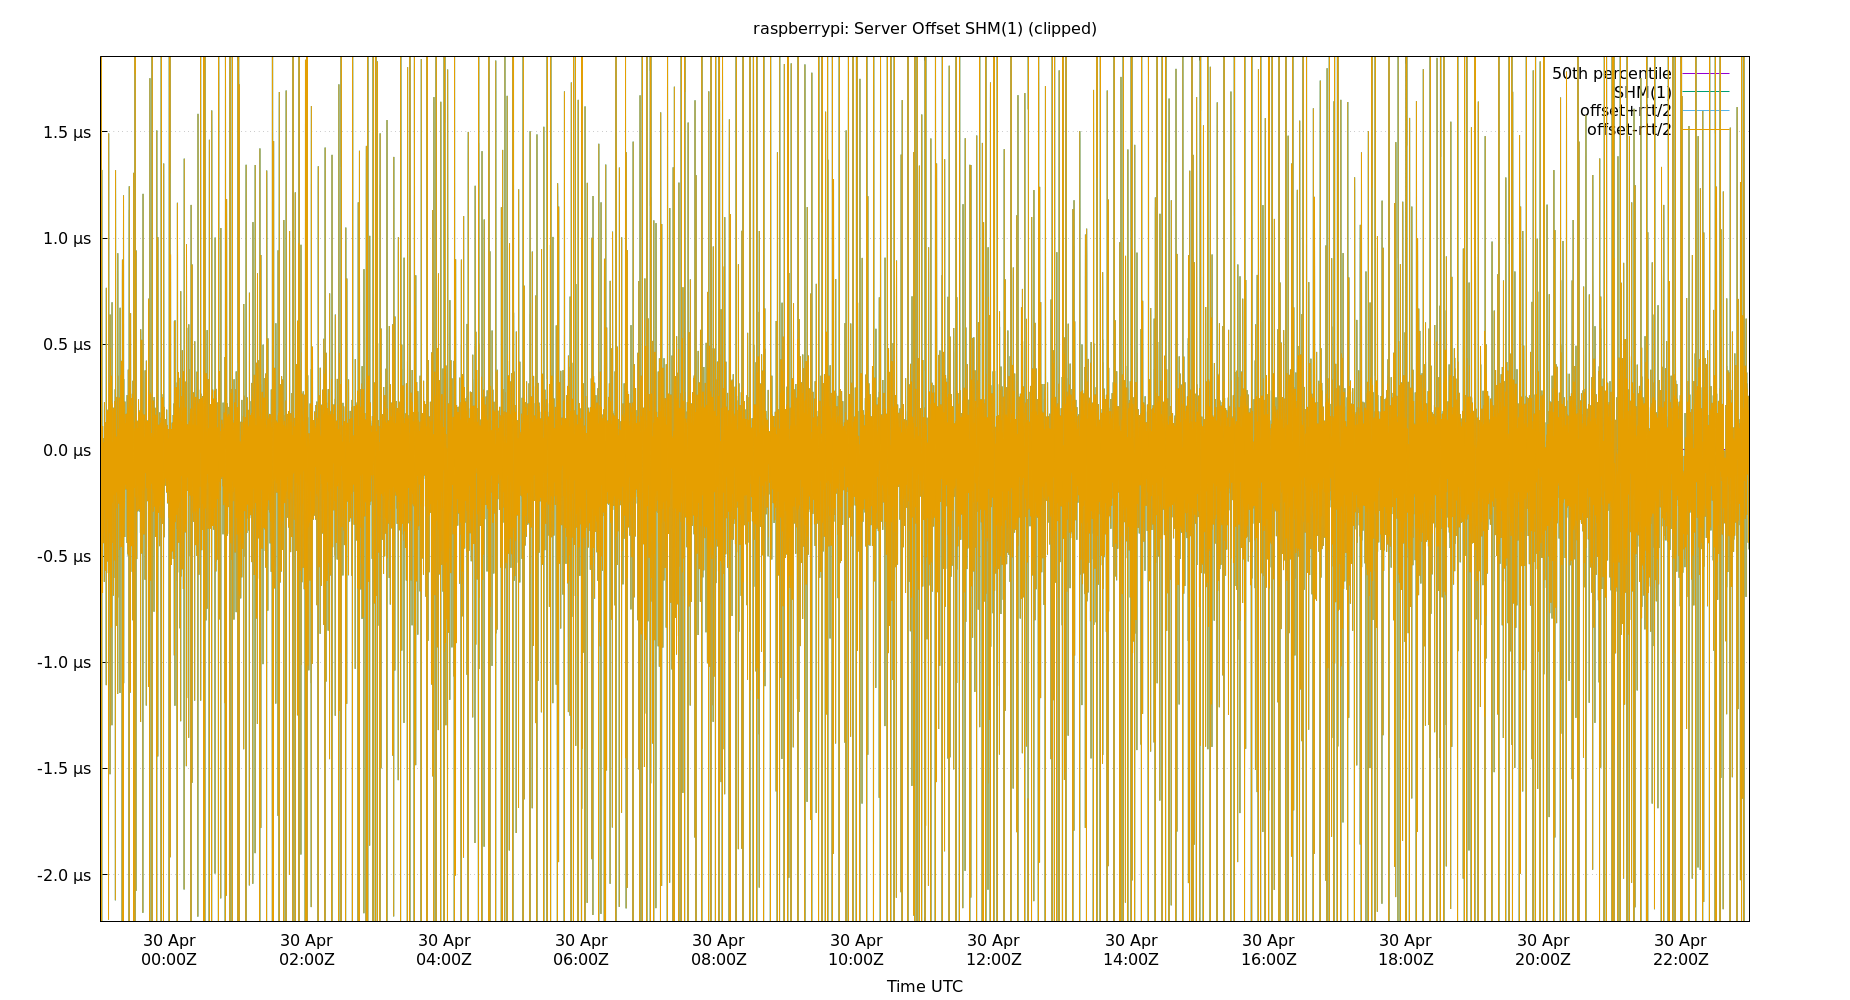 raspberrypi: Server Offset SHM(1) (clipped)
50th percentile
SHM(1)
offset+rtt/2
offset-rtt/2
1.5 μs
1.0 μs
0.5 μs
0.0 μs
-0.5 μs
-1.0 μs
-1.5 μs
-2.0 μs
30 Apr 30 Apr 30 Apr 30 Apr 30 Apr 30 Apr 30 Apr 30 Apr 30 Apr 30 Apr 30 Apr 30 Apr
00:00Z 02:00Z 04:00Z 06:00Z 08:00Z 10:00Z 12:00Z 14:00Z 16:00Z 18:00Z 20:00Z 22:00Z
Time UTC